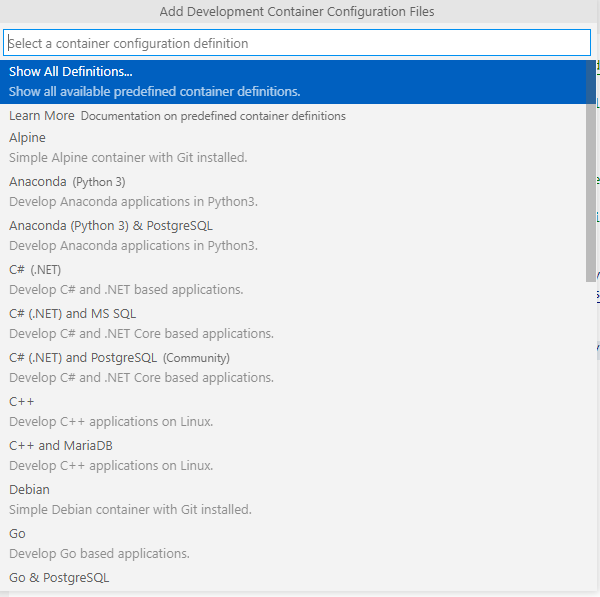 Add Development Container Configuration Files
Select a container configuration definition
Show All Definitions...
Show all available predefined container definitions.
Learn More Documentation on predefined container definitions
Alpine
Simple Alpine container with Git installed.
Anaconda (Python 3)
Develop Anaconda applications in Python3.
Anaconda (Python 3) & PostgreSQL
Develop Anaconda applications in Python3.
C# (.NET)
Develop C# and .NET based applications.
C# (.NET) and MS SQL
Develop C# and .NET Core based applications.
C# (.NET) and PostgreSQL (Community)
Develop C# and .NET Core based applications.
C++
Develop C++ applications on Linux.
C++ and MariaDB
Develop C++ applications on Linux.
Debian
Simple Debian container with Git installed.
Go
Develop Go based applications.
Go & PostgreSQL